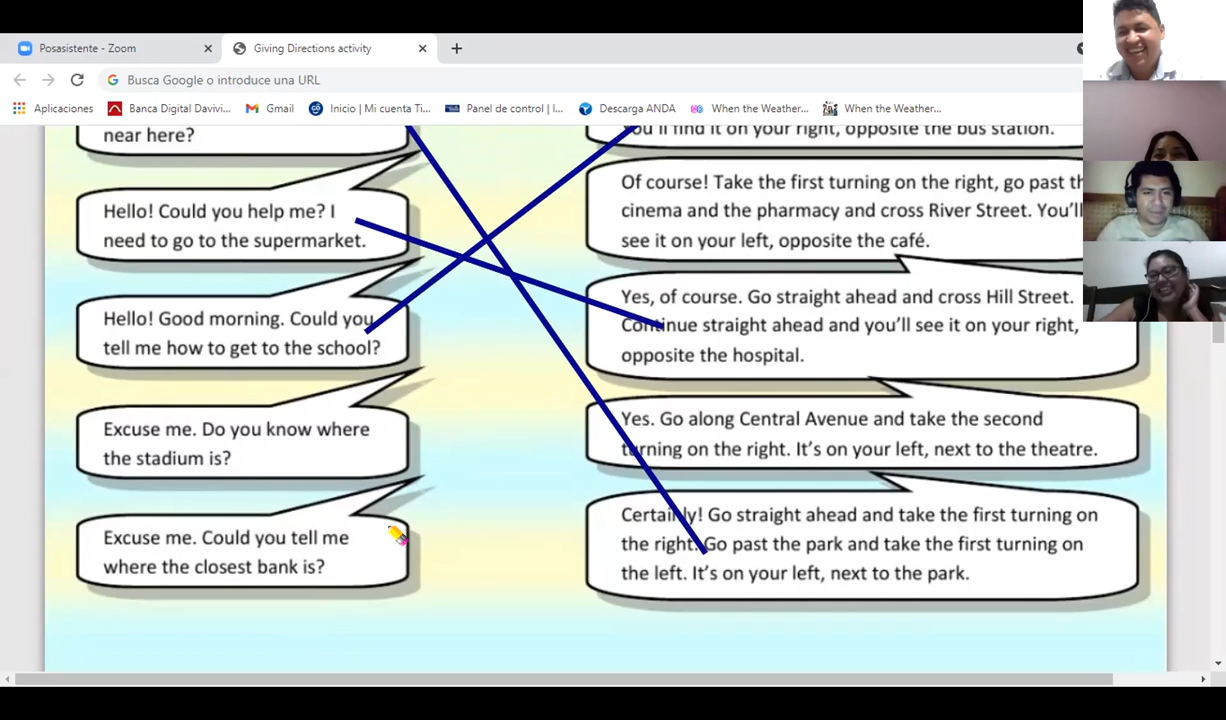 Posasistente - Zoom
Giving Directions activity
Busca Google o introduce una URL
Aplicaciones
Banca Digital Davivi...
Gmail
Inicio | Mi cuenta Ti...
Panel de control | I...
Descarga ANDA
When the Weather...
When the Weather...
near here?
Hello! Could you help me? I
need to go to the supermarket.
Hello! Good morning. Could you
tell me how to get to the school?
Excuse me. Do you know where
the stadium is?
Excuse me. Could you tell me
where the closest bank is?
You'll find it on your right, opposite the bus station.
Of course! Take the first turning on the right, go past th
cinema and the pharmacy and cross River Street. You'll
see it on your left, opposite the café.
Yes, of course. Go straight ahead and cross Hill Street.
Continue straight ahead and you'll see it on your right,
opposite the hospital.
Yes. Go along Central Avenue and take the second
turning on the right. It's on your left, next to the theatre.
Certainly! Go straight ahead and take the first turning on
the right. Go past the park and take the first turning on
the left. It's on your left, next to the park.